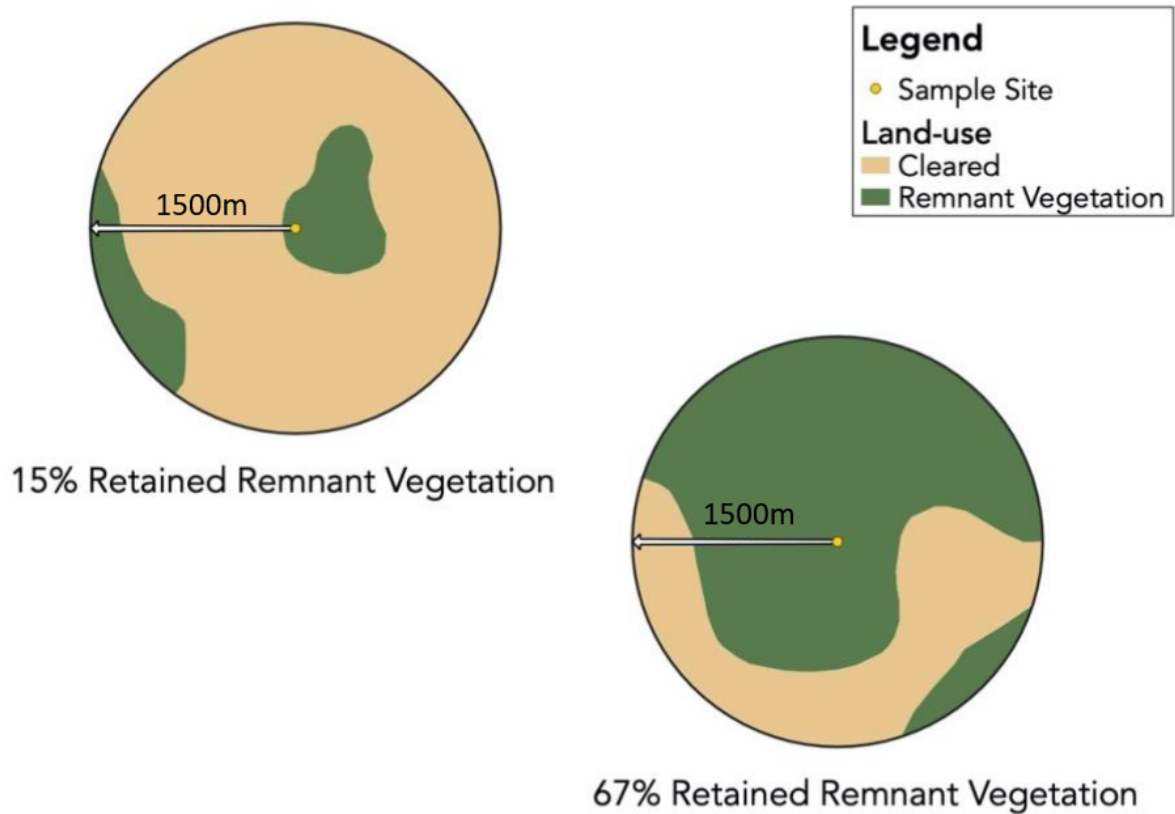 Legend
Sample Site
Land-use
Cleared
Remnant Vegetation
1500m
15% Retained Remnant Vegetation
1500m
67% Retained Remnant Vegetation